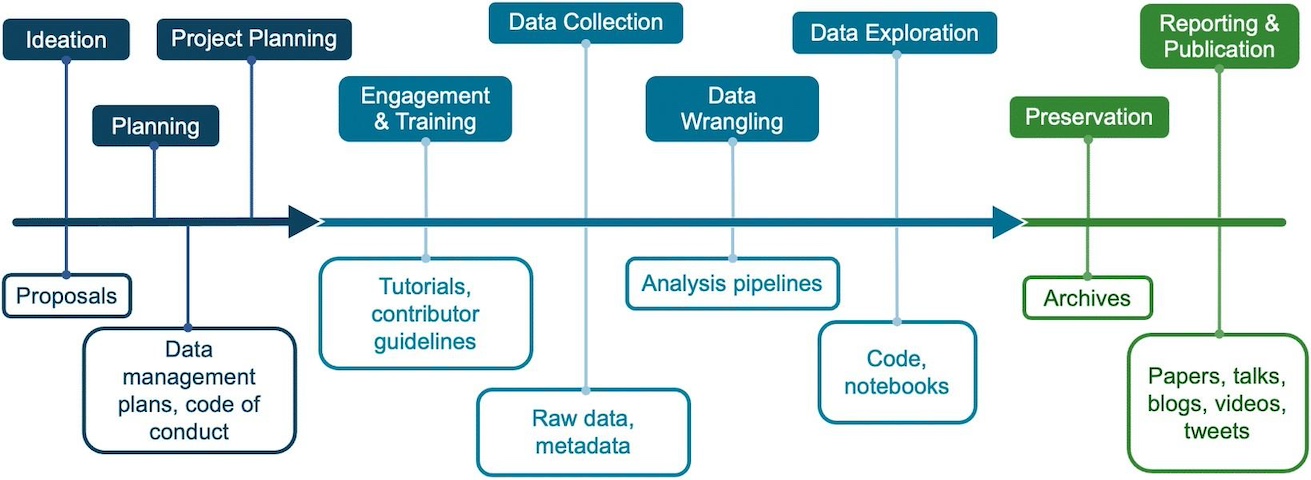 Ideation
Project Planning
Planning
Engagement
& Training
Data Collection
Data
Wrangling
Data Exploration
Preservation
Reporting &
Publication
Proposals
Data
management
plans, code of
conduct
Tutorials,
contributor
guidelines
Raw data,
metadata
Analysis pipelines
Code,
notebooks
Archives
Papers, talks,
blogs, videos,
tweets